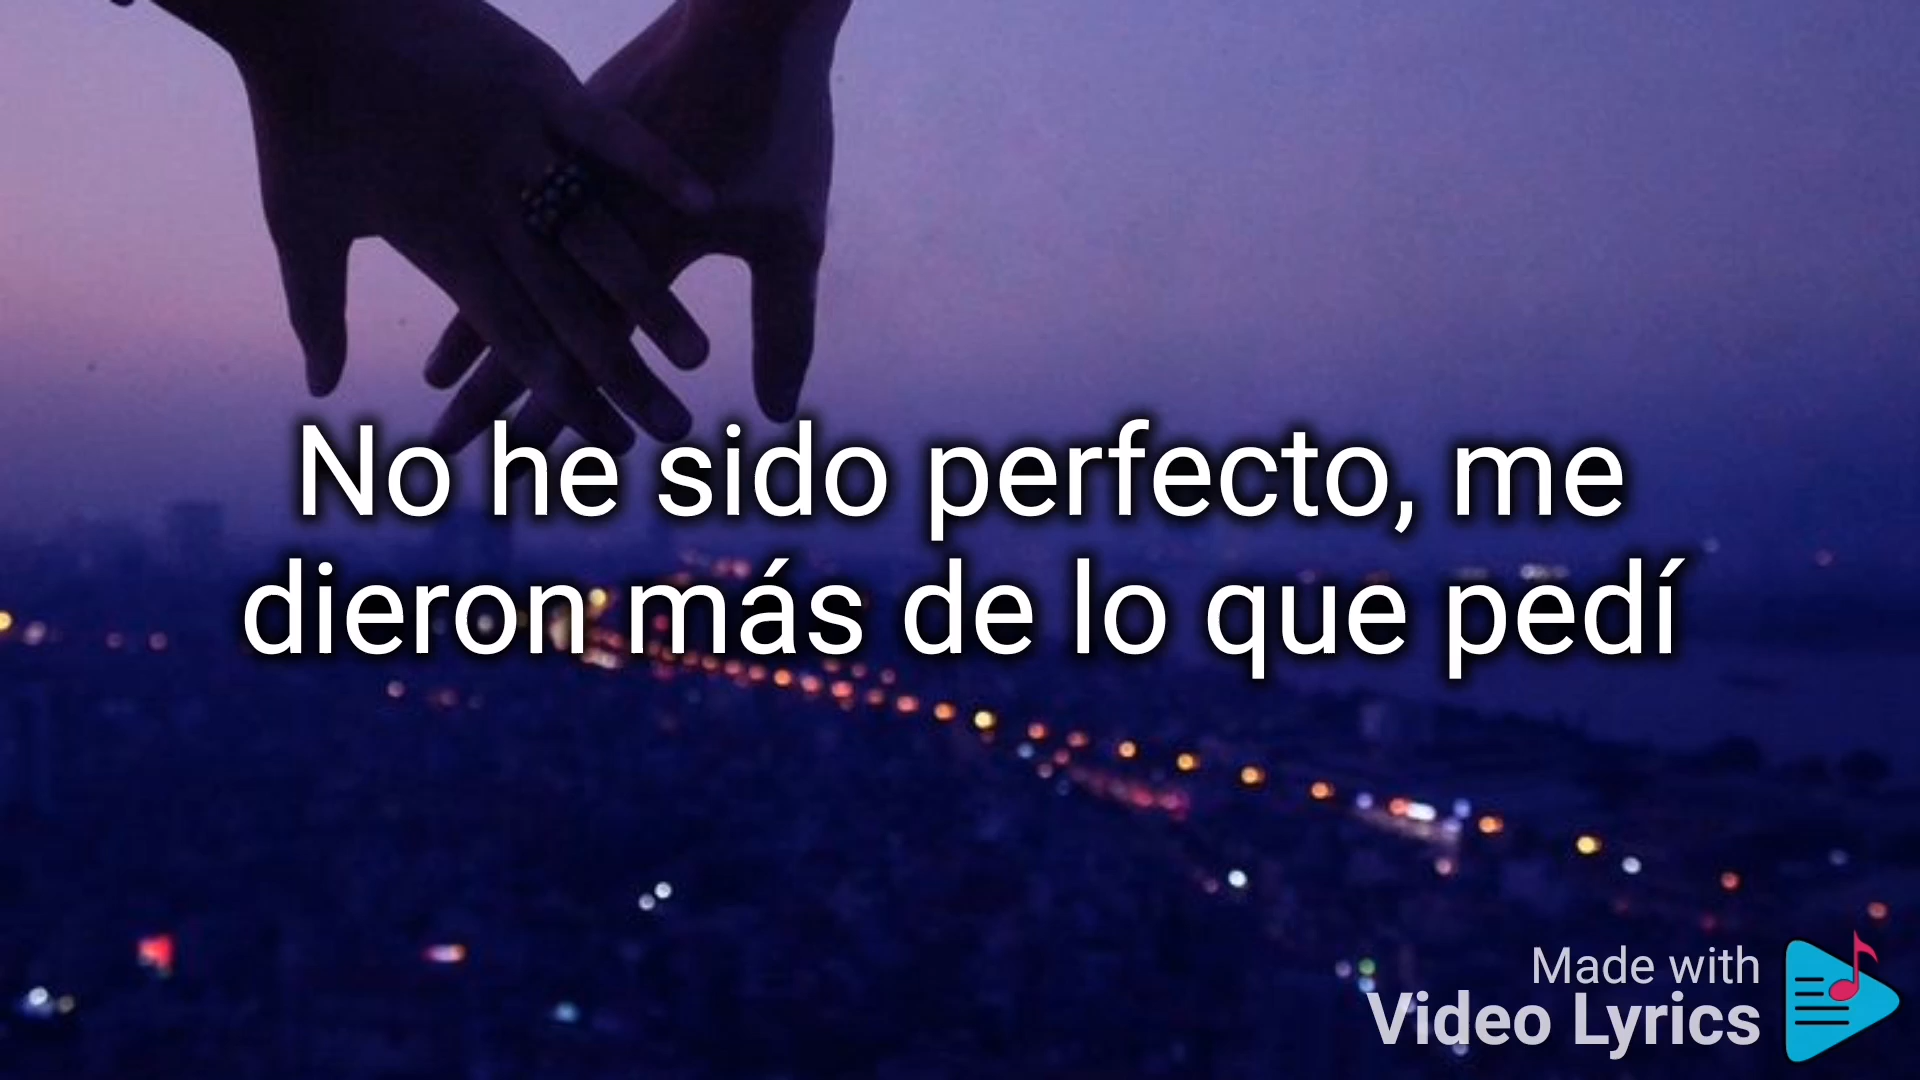 No he sido perfecto, me
dieron más de lo que pedí
Made with
Video Lyrics